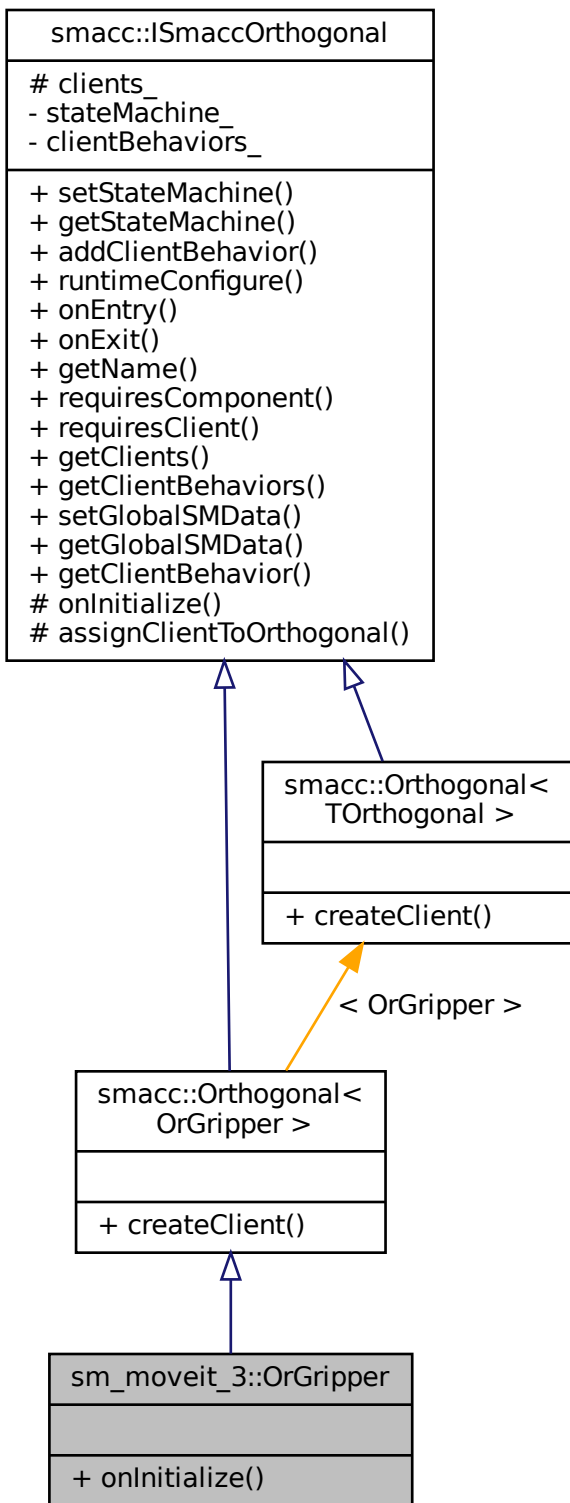 smacc::ISmaccOrthogonal
# clients_
- stateMachine_
- clientBehaviors_
+ setStateMachine()
+ getStateMachine()
+ addClientBehavior()
+ runtimeConfigure()
+ onEntry()
+ onExit()
+ getName()
+ requiresComponent()
+ requiresClient()
+ getClients()
+ getClientBehaviors()
+ setGlobalSMData()
+ getGlobalSMData()
+ getClientBehavior()
# onInitialize()
# assignClientToOrthogonal()
smacc::Orthogonal<
TOrthogonal >
+ createClient()
< OrGripper >
smacc::Orthogonal<
OrGripper >
+ createClient()
sm_moveit_3::OrGripper
+ onInitialize()